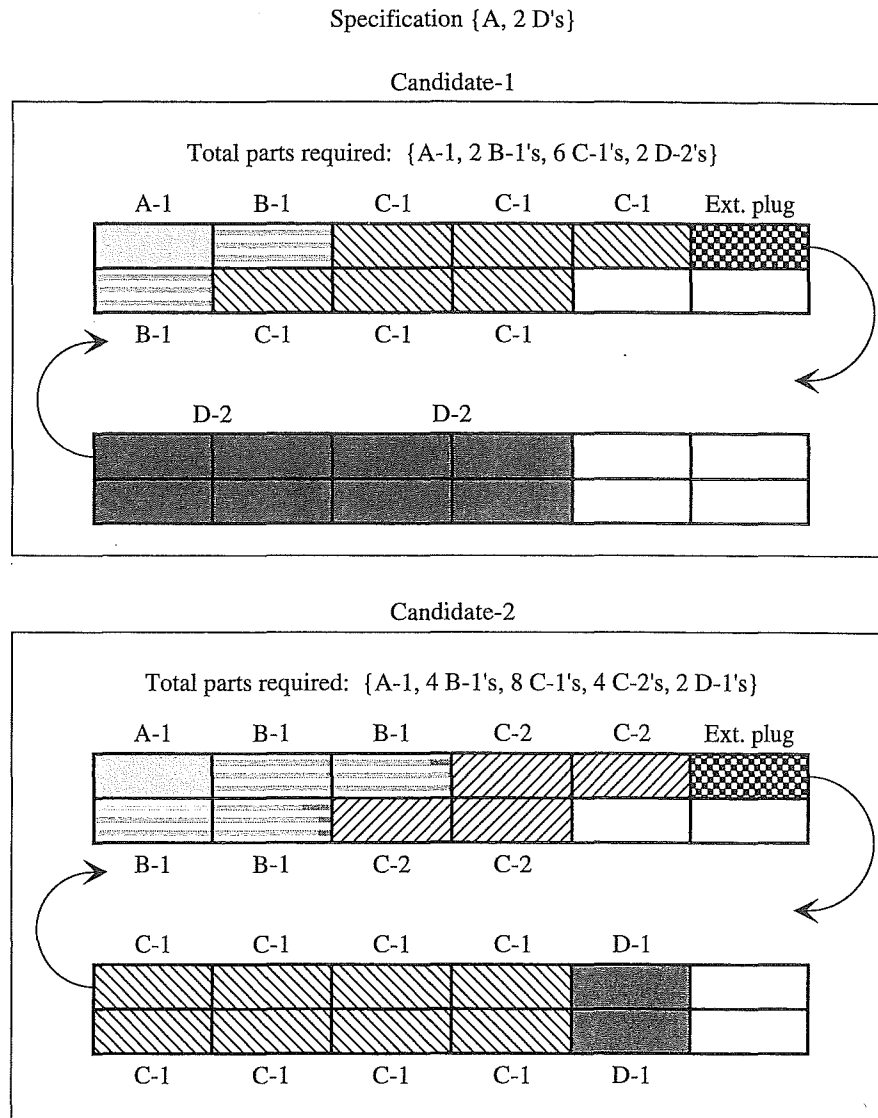 Specification {A, 2 D's}
Candidate-1
Total parts required: {A-1, 2 B-1's, 6 C-1's, 2 D-2's}
A-1 B-1 C-1 C-1 C-1 Ext. plug
B-1 C-1 C-1 C-1
D-2 D-2
Candidate-2
Total parts required: {A-1, 4 B-1's, 8 C-1's, 4 C-2's, 2 D-1's}
A-1 B-1 B-1 C-2 C-2 Ext. plug
B-1 B-1 C-2 C-2
C-1 C-1 C-1 C-1 D-1
C-1 C-1 C-1 C-1 D-1